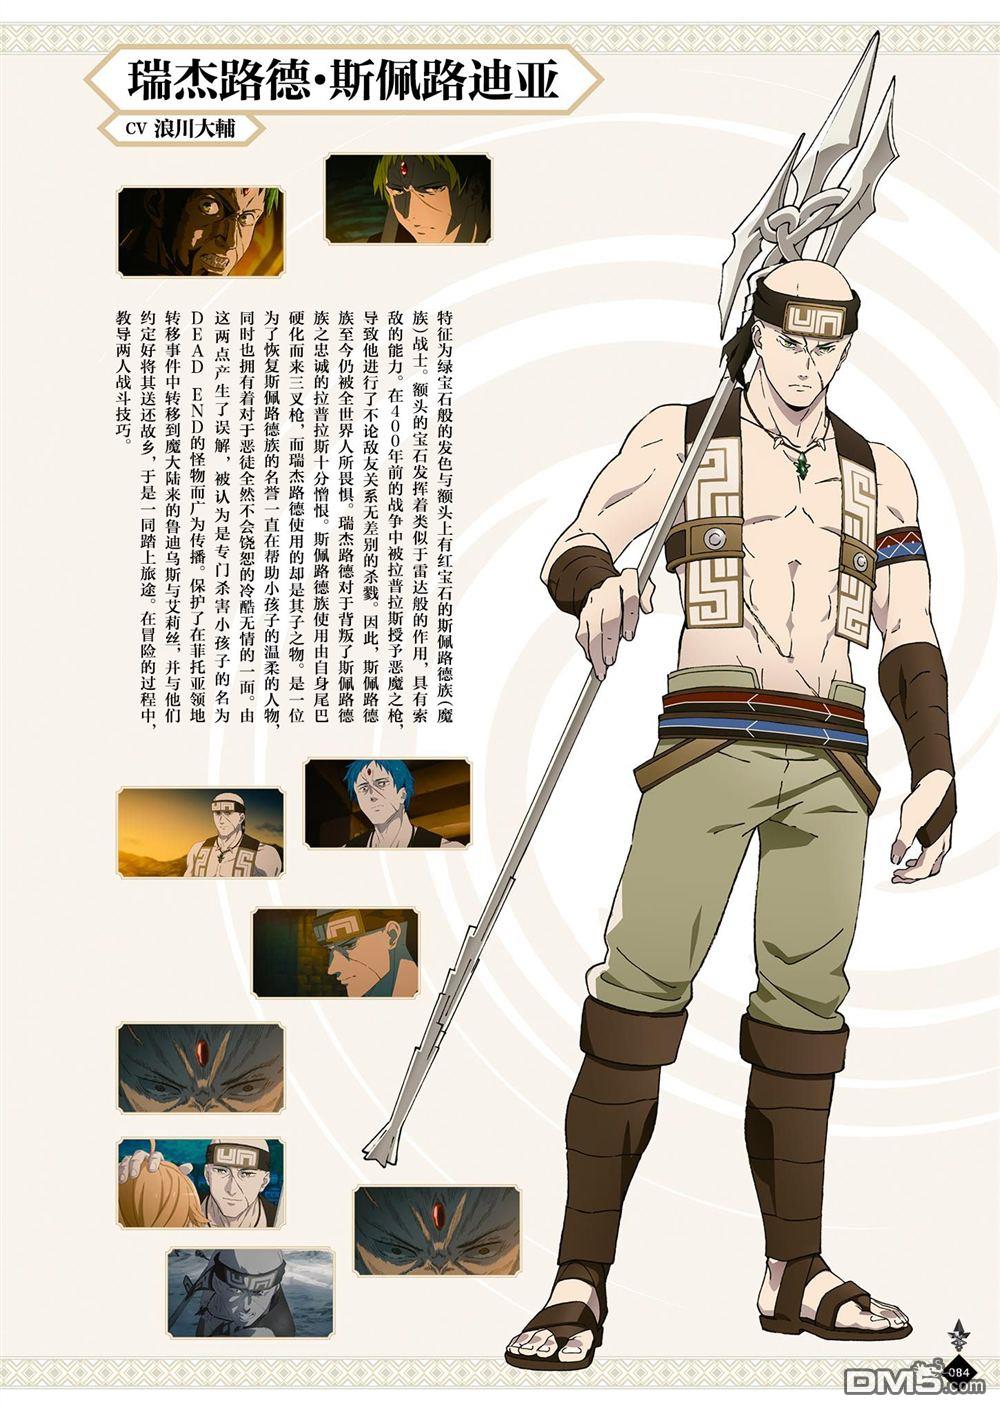 瑞杰路德·斯佩路迪亚
CV 浪川大輔
特征为绿宝石般的发色与额头上有红宝石的斯佩路德族(魔
族)战士。额头的宝石发挥着类似于雷达般的作用，具有索
敌的能力。在400年前的战争中被拉普拉斯授予恶魔之枪，
导致他进行了不论敌友关系无差别的杀戮。因此，斯佩路德
族至今仍被全世界人所畏惧。瑞杰路德对于背叛了斯佩路德
族之忠诚的拉普拉斯十分憎恨。斯佩路德族使用由自身尾巴
硬化而来三叉枪，而瑞杰路德使用的却是其子之物。是一位
为了恢复斯佩路德族的名誉一直在帮助小孩子的温柔的人物，
同时也拥有着对于恶徒全然不会饶恕的冷酷无情的一面。由
这两点产生了误解，被认为是专门杀害小孩子的名为
DEAD END的怪物而广为传播。保护了在菲托亚领地
转移事件中转移到魔大陆来的鲁迪乌斯与艾莉丝，并与他们
约定好将其送还故乡，于是一同踏上旅途。在冒险的过程中，
教导两人战斗技巧。
084
DM5.com